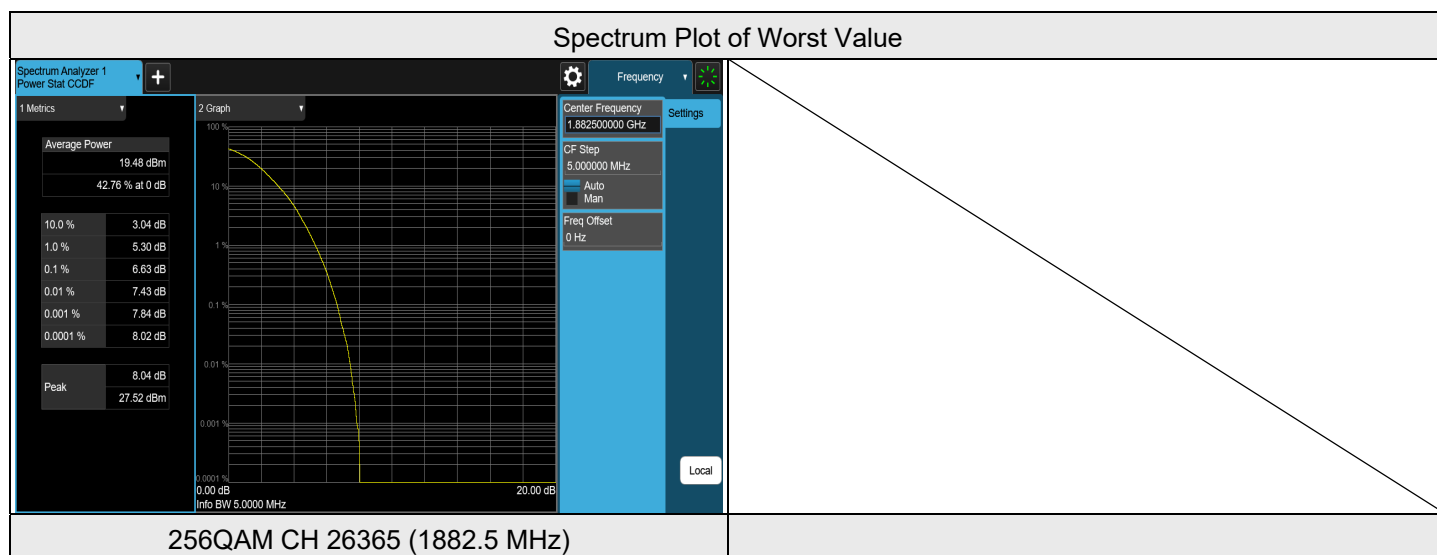 Spectrum Plot of Worst Value
Spectrum Analyzer 1
Power Stat CCDF
+
Frequency
1 Metrics
2 Graph
Center Frequency
1.882500000 GHz
Settings
CF Step
5.000000 MHz
Auto
Man
Freq Offset
0 Hz
Average Power
19.48 dBm
42.76 % at 0 dB
10.0 % 3.04 dB
1.0 % 5.30 dB
0.1 % 6.63 dB
0.01 % 7.43 dB
0.001 % 7.84 dB
0.0001 % 8.02 dB
Peak 8.04 dB
27.52 dBm
100 %
10 %
1 %
0.1 %
0.01 %
0.001 %
0.0001 %
0.00 dB 20.00 dB
Info BW 5.0000 MHz
Local
256QAM CH 26365 (1882.5 MHz)